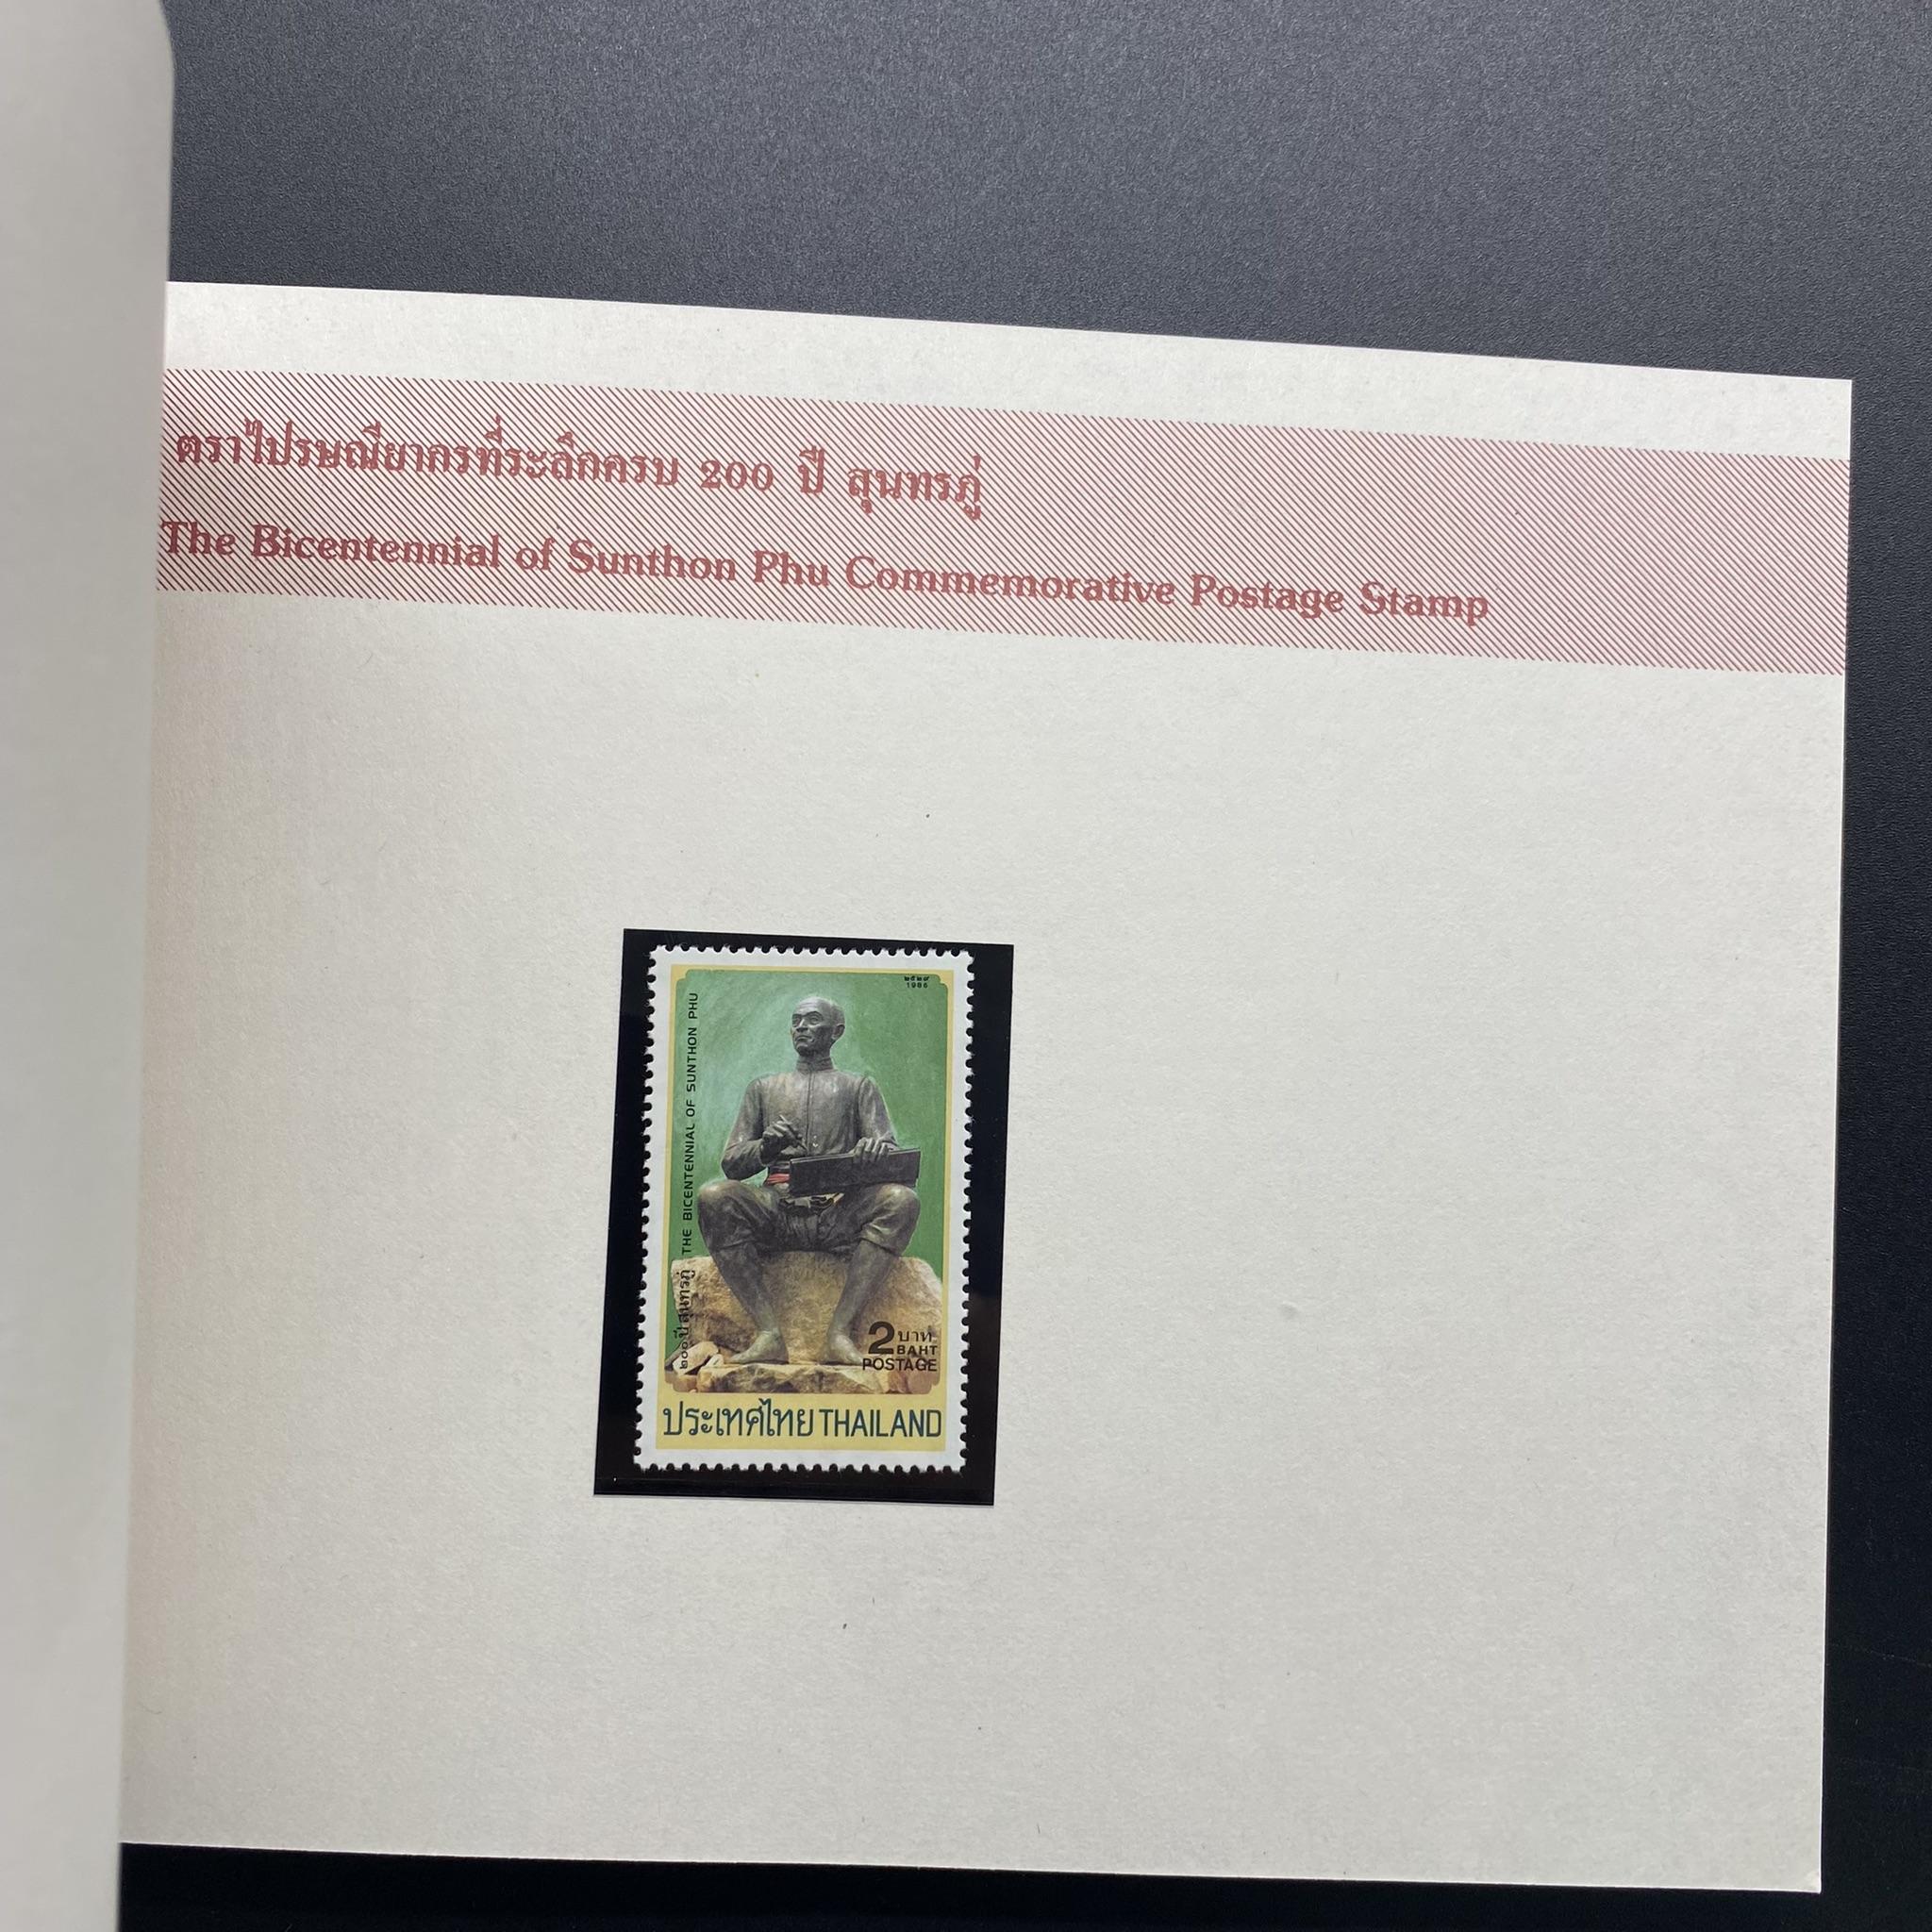 ตราไปรษณียากรที่ระลึกครบ 200 ปี สุนทรภู่
The Bicentennial of Sunthon Phu Commemorative Postage Stamp
๒๕๒๙
1986
๒๐๐ ปี สุนทรภู่ THE BICENTENNIAL OF SUNTHON PHU
2 บาท
BAHT
POSTAGE
ประเทศไทย THAILAND